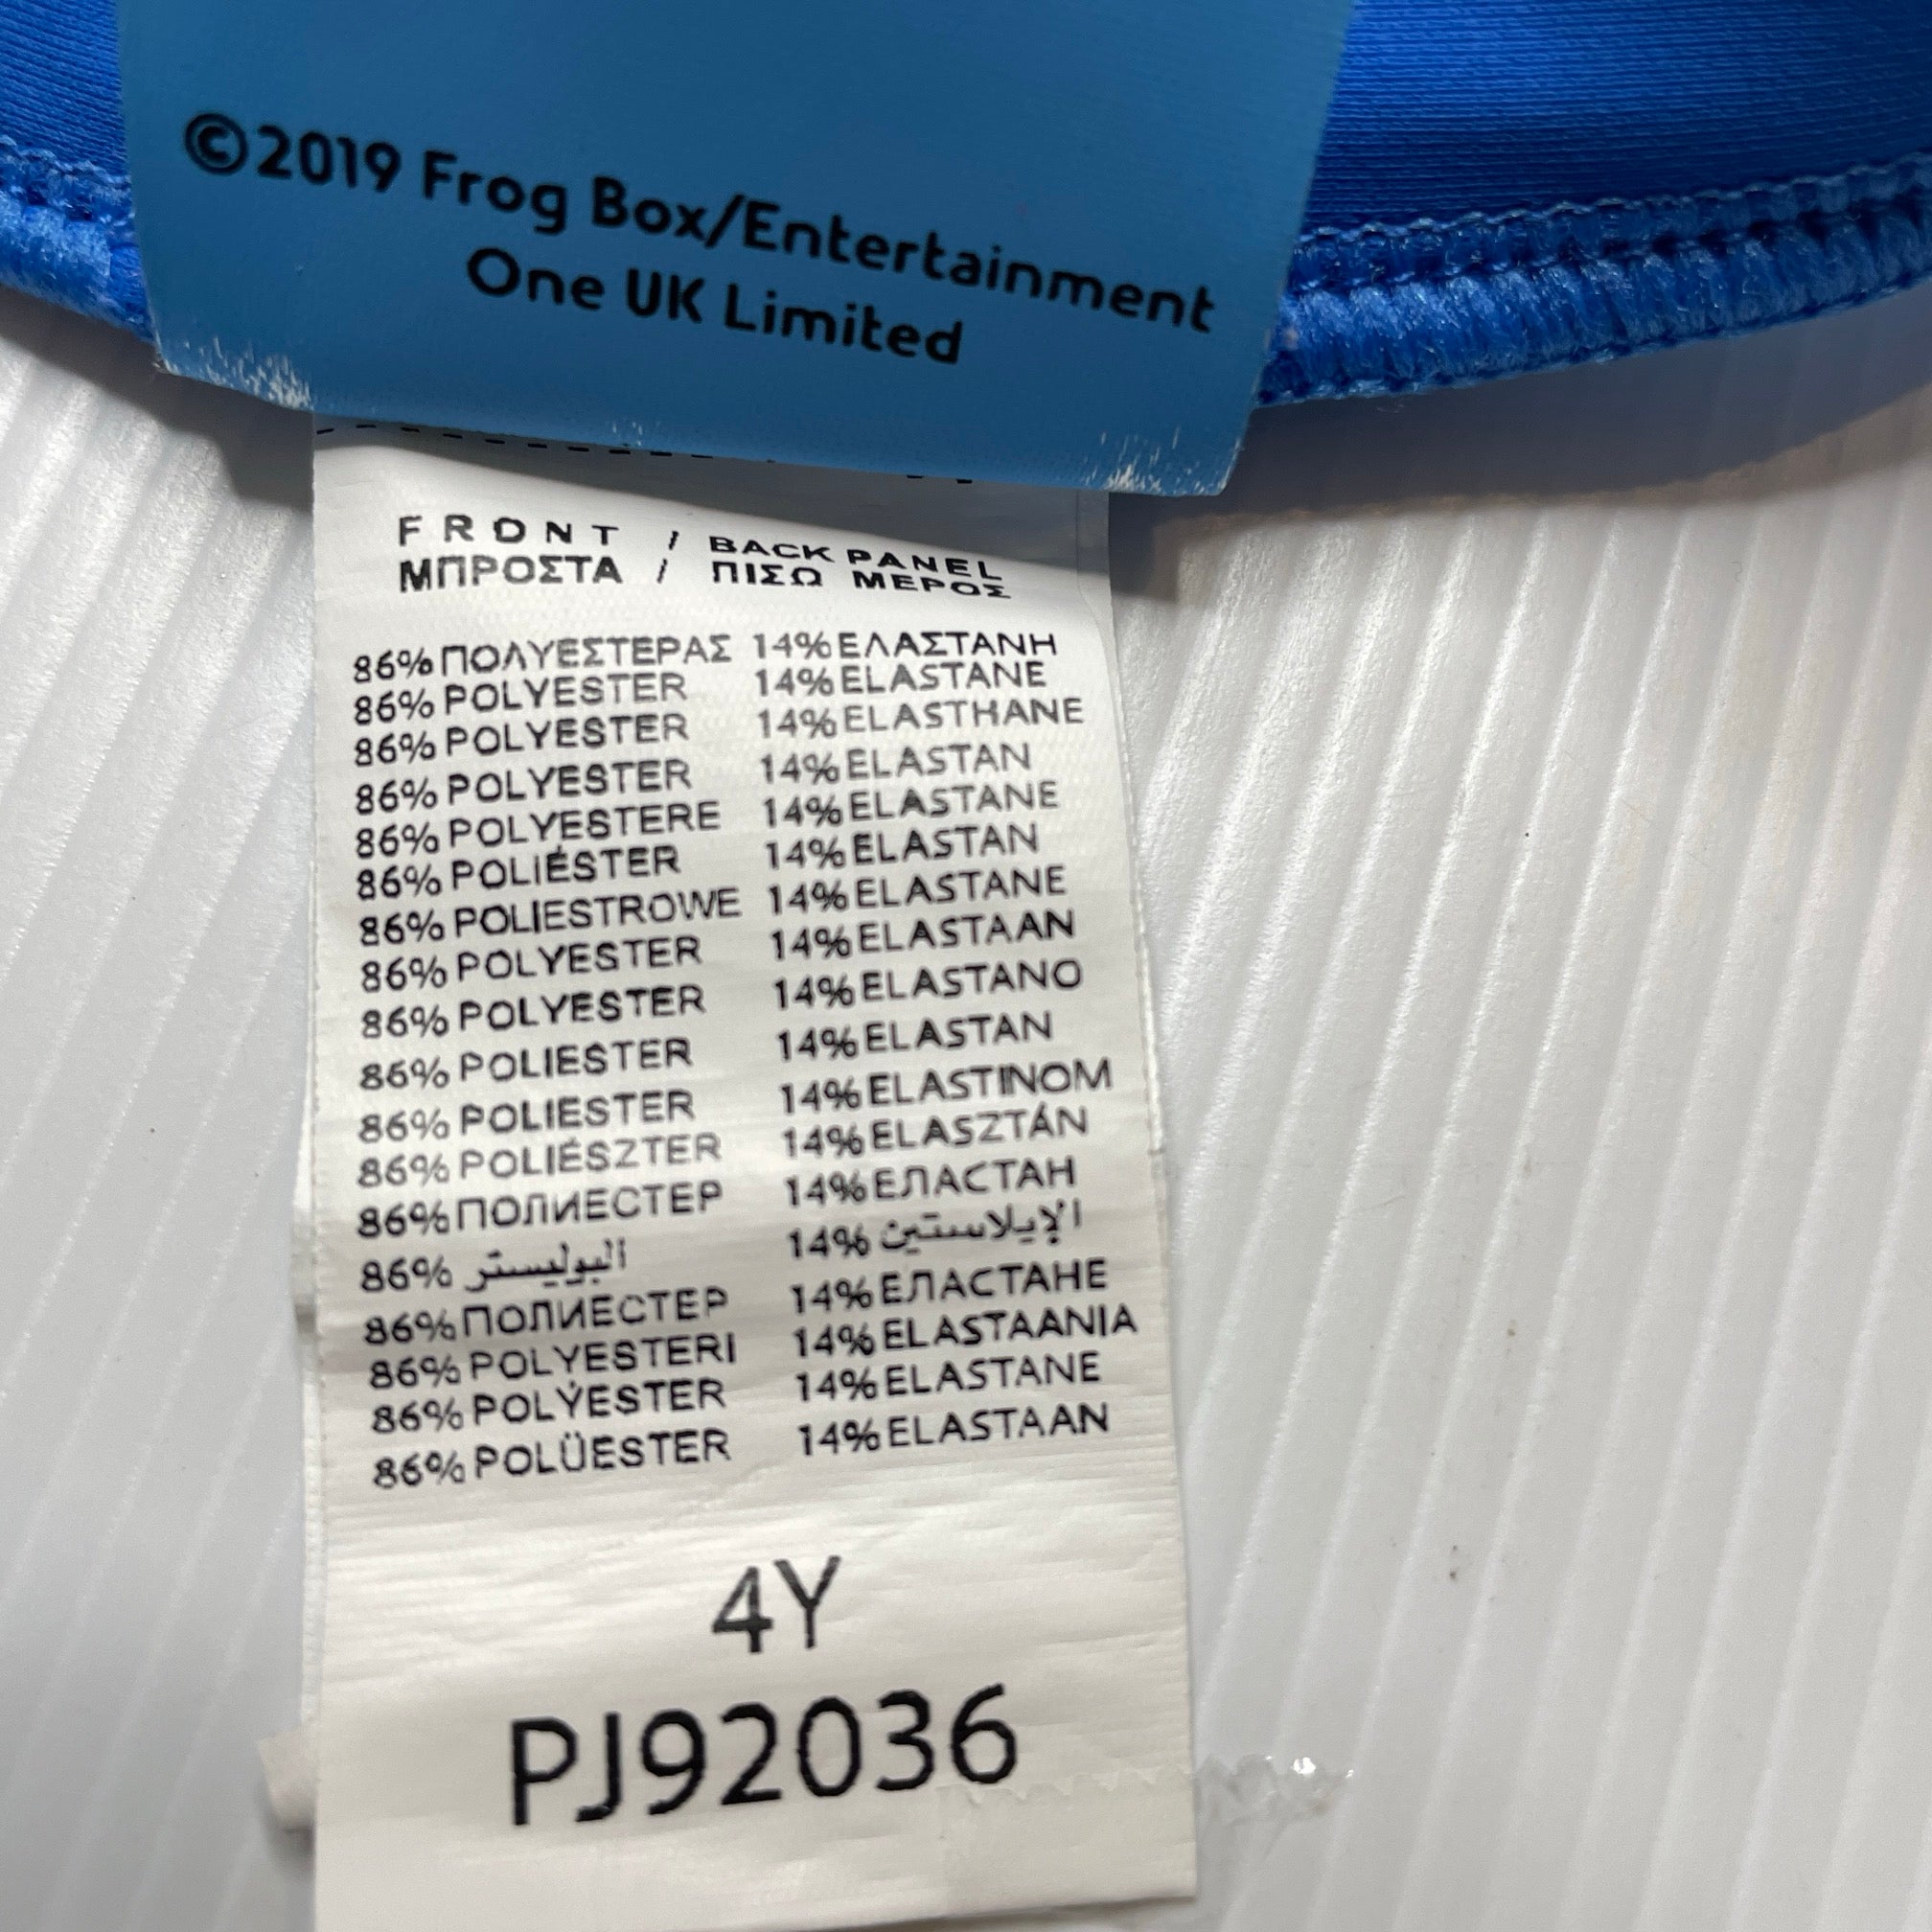 ©2019 Frog Box/Entertainment
One UK Limited
FRONT / BACK PANEL
ΜΠΡΟΣΤΑ / ΠΙΣΩ ΜΕΡΟΣ
86% ΠΟΛΥΕΣΤΕΡΑΣ 14% ΕΛΑΣΤΑΝΗ
86% POLYESTER 14% ELASTANE
86% POLYESTER 14% ELASTHANE
86% POLYESTER 14% ELASTAN
86% POLYESTERE 14% ELASTANE
86% POLIÉSTER 14% ELASTAN
86% POLIESTROWE 14% ELASTANE
86% POLYESTER 14% ELASTAAN
86% POLYESTER 14% ELASTANO
86% POLIESTER 14% ELASTAN
86% POLIESTER 14% ELASTINOM
86% POLIÉSZTER 14% ELASZTÁN
86% ПОЛИЕСТЕР 14% ЕЛАСТАН
86% البوليستر 14% الإيلاستين
86% ПОЛИЕСТЕР 14% ЕЛАСТАНЕ
86% POLYESTERI 14% ELASTAANIA
86% POLYESTER 14% ELASTANE
86% POLÜESTER 14% ELASTAAN
4Y
PJ92036